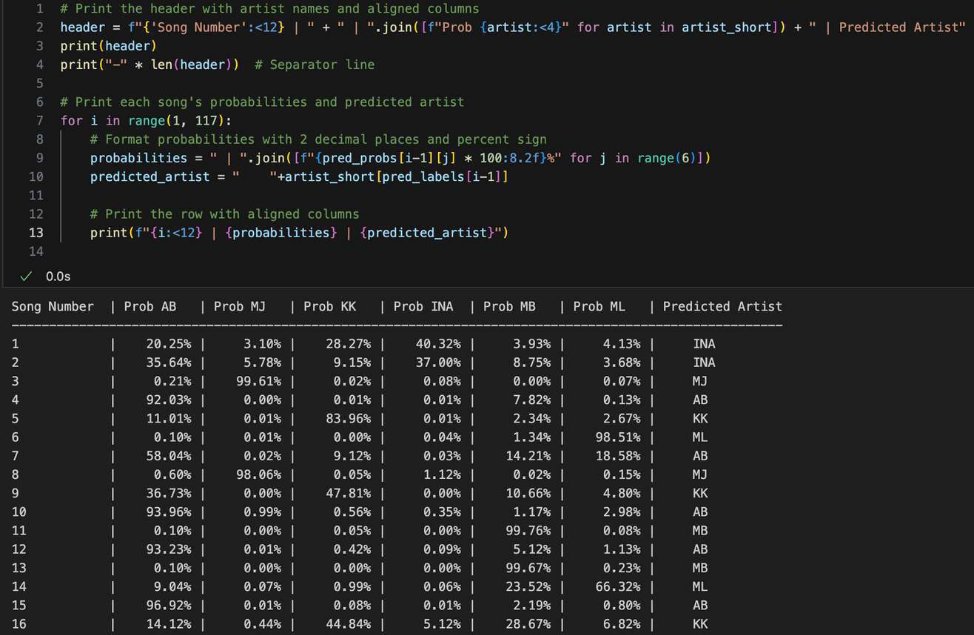 1 # Print the header with artist names and aligned columns
2 header = f"{'Song Number':<12} | " + " | ".join([f"Prob {artist:<4}" for artist in artist_short]) + " | Predicted Artist"
3 print(header)
4 print("-" * len(header))  # Separator line
5
6 # Print each song's probabilities and predicted artist
7 for i in range(1, 117):
8     # Format probabilities with 2 decimal places and percent sign
9     probabilities = " | ".join([f"{pred_probs[i-1][j] * 100:8.2f}%" for j in range(6)])
10     predicted_artist = "    "+artist_short[pred_labels[i-1]]
11
12     # Print the row with aligned columns
13     print(f"{i:<12} | {probabilities} | {predicted_artist}")
14
0.0s
Song Number  | Prob AB   | Prob MJ   | Prob KK   | Prob INA  | Prob MB   | Prob ML   | Predicted Artist
-------------------------------------------------------------------------------------------------------
1            |    20.25% |     3.10% |    28.27% |    40.32% |     3.93% |     4.13% |     INA
2            |    35.64% |     5.78% |     9.15% |    37.00% |     8.75% |     3.68% |     INA
3            |     0.21% |    99.61% |     0.02% |     0.08% |     0.00% |     0.07% |     MJ
4            |    92.03% |     0.00% |     0.01% |     0.01% |     7.82% |     0.13% |     AB
5            |    11.01% |     0.01% |    83.96% |     0.01% |     2.34% |     2.67% |     KK
6            |     0.10% |     0.01% |     0.00% |     0.04% |     1.34% |    98.51% |     ML
7            |    58.04% |     0.02% |     9.12% |     0.03% |    14.21% |    18.58% |     AB
8            |     0.60% |    98.06% |     0.05% |     1.12% |     0.02% |     0.15% |     MJ
9            |    36.73% |     0.00% |    47.81% |     0.00% |    10.66% |     4.80% |     KK
10           |    93.96% |     0.99% |     0.56% |     0.35% |     1.17% |     2.98% |     AB
11           |     0.10% |     0.00% |     0.05% |     0.00% |    99.76% |     0.08% |     MB
12           |    93.23% |     0.01% |     0.42% |     0.09% |     5.12% |     1.13% |     AB
13           |     0.10% |     0.00% |     0.00% |     0.00% |    99.67% |     0.23% |     MB
14           |     9.04% |     0.07% |     0.99% |     0.06% |    23.52% |    66.32% |     ML
15           |    96.92% |     0.01% |     0.08% |     0.01% |     2.19% |     0.80% |     AB
16           |    14.12% |     0.44% |    44.84% |     5.12% |    28.67% |     6.82% |     KK